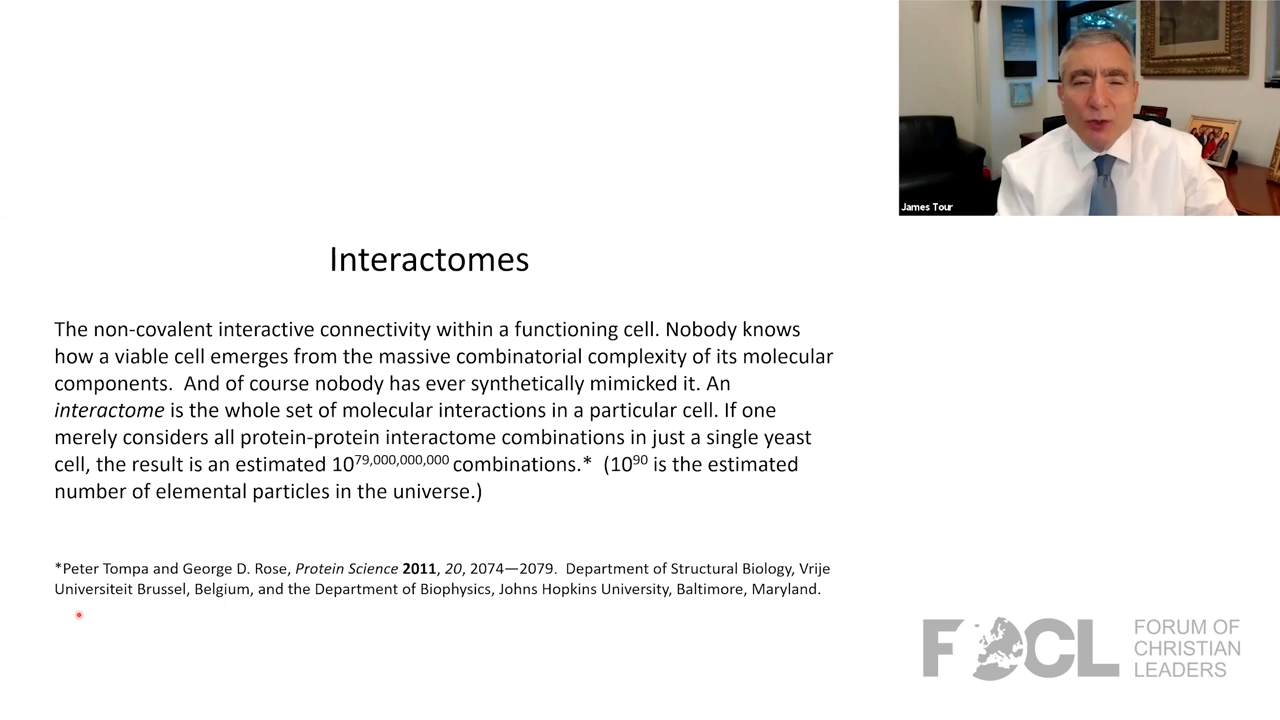 James Tour
Interactomes
The non-covalent interactive connectivity within a functioning cell. Nobody knows
how a viable cell emerges from the massive combinatorial complexity of its molecular
components.  And of course nobody has ever synthetically mimicked it. An
interactome is the whole set of molecular interactions in a particular cell. If one
merely considers all protein-protein interactome combinations in just a single yeast
cell, the result is an estimated 10^79,000,000,000 combinations.*  (10^90 is the estimated
number of elemental particles in the universe.)
*Peter Tompa and George D. Rose, Protein Science 2011, 20, 2074—2079.  Department of Structural Biology, Vrije
Universiteit Brussel, Belgium, and the Department of Biophysics, Johns Hopkins University, Baltimore, Maryland.
FOCL
FORUM OF
CHRISTIAN
LEADERS